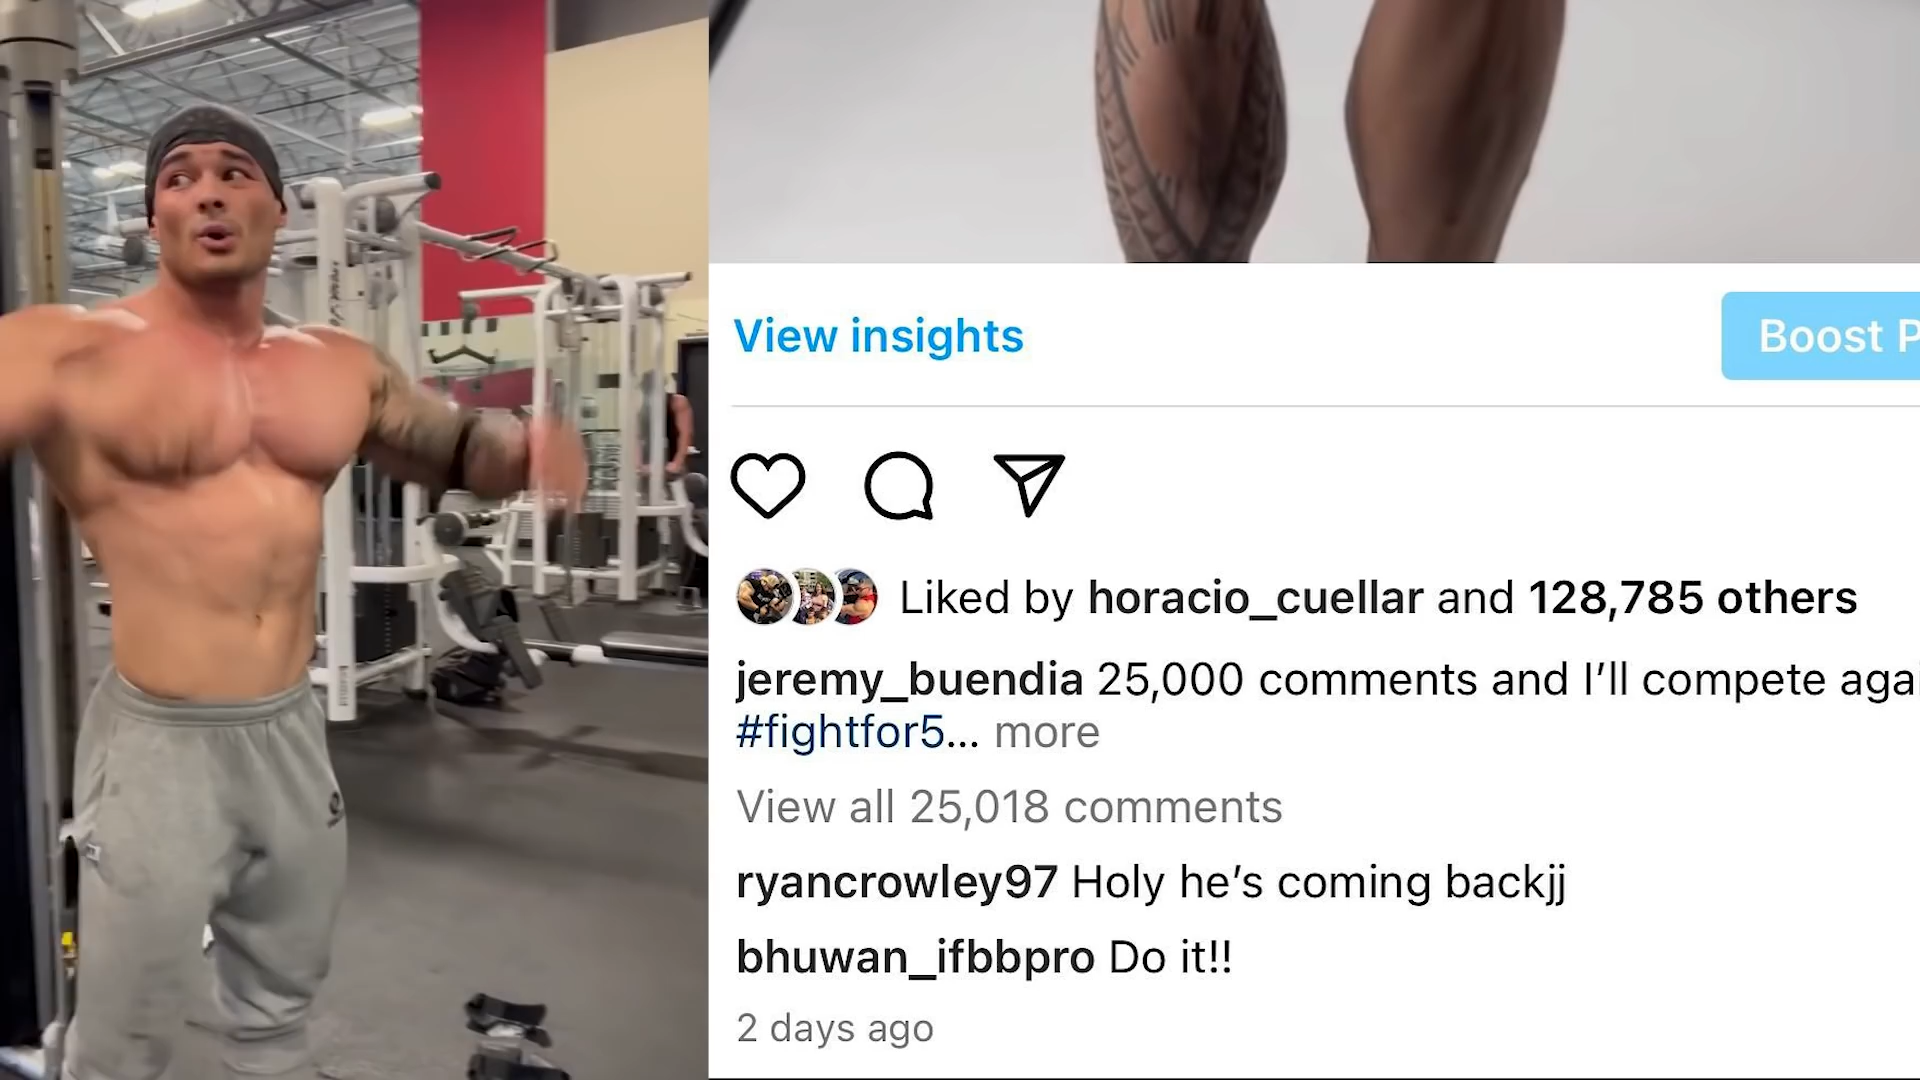 View insights
Boost P
Liked by horacio_cuellar and 128,785 others
jeremy_buendia 25,000 comments and I’ll compete agai
#fightfor5... more
View all 25,018 comments
ryancrowley97 Holy he’s coming backjj
bhuwan_ifbbpro Do it!!
2 days ago